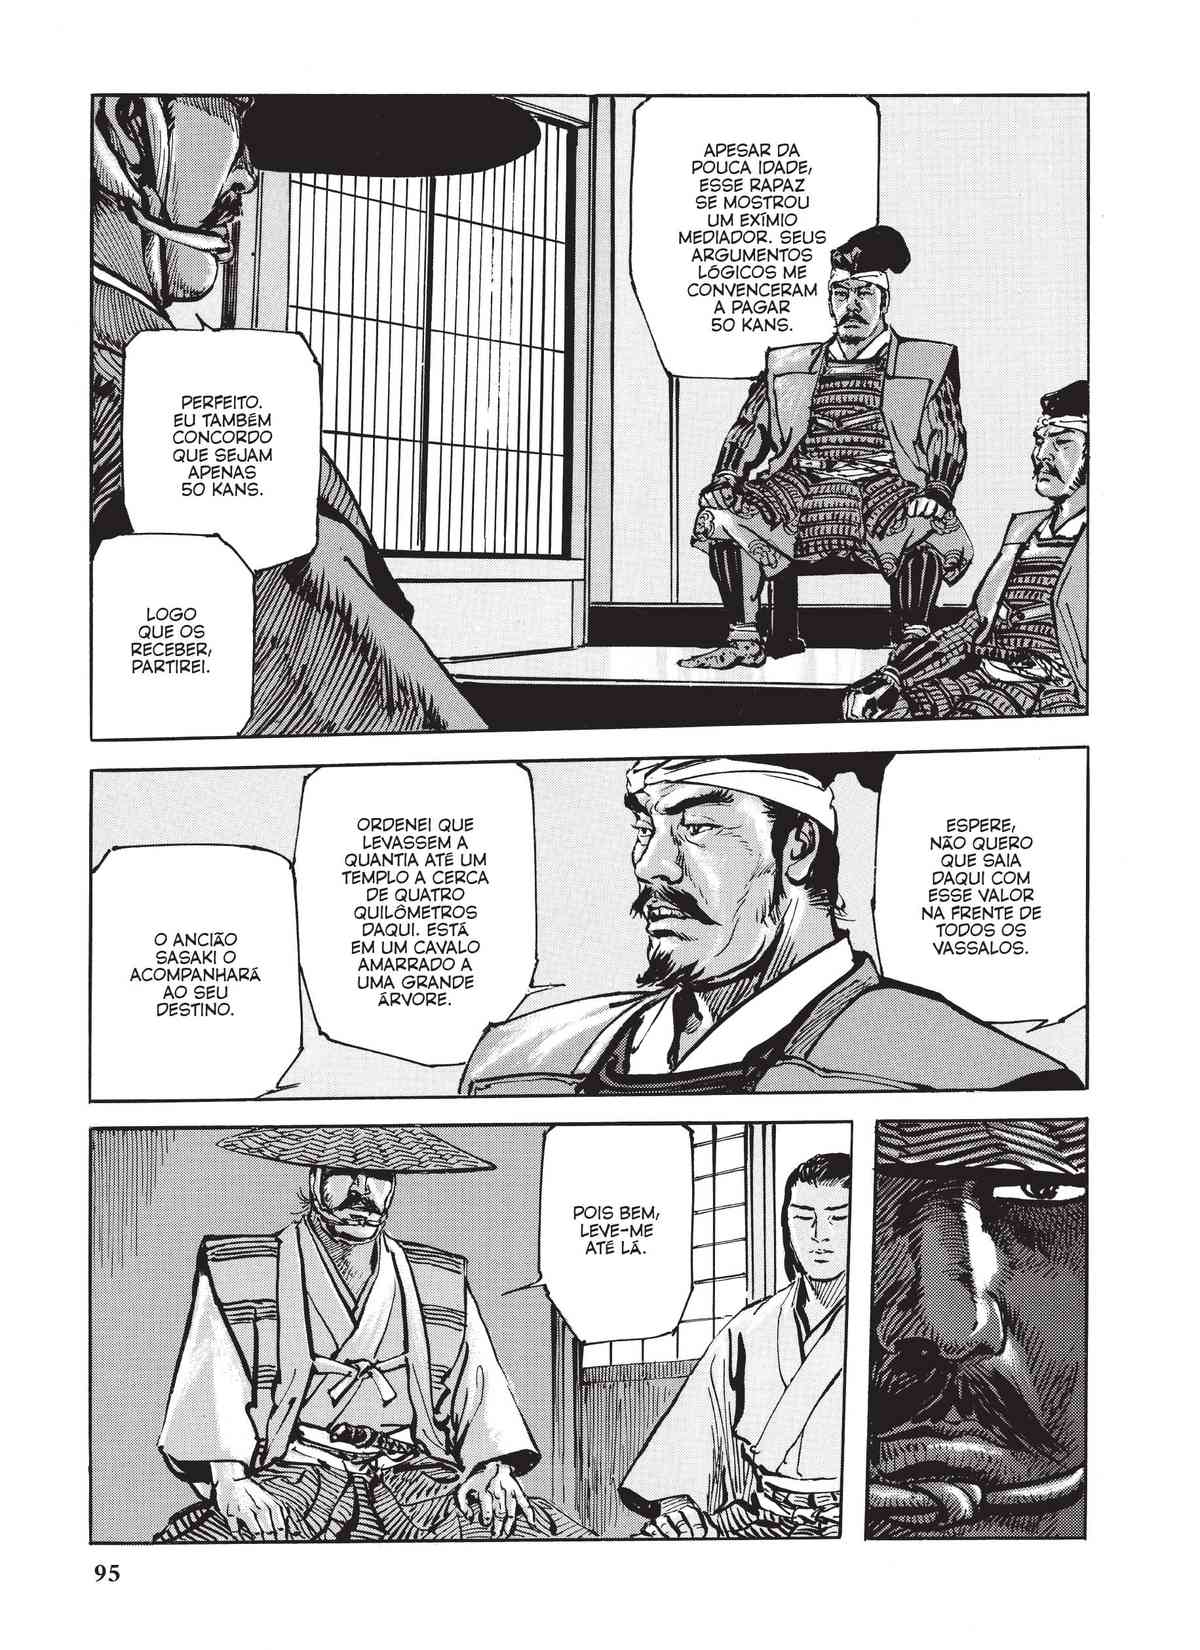 APESAR DA
POUCA IDADE,
ESSE RAPAZ
SE MOSTROU
UM EXÍMIO
MEDIADOR. SEUS
ARGUMENTOS
LÓGICOS ME
CONVENCERAM
A PAGAR
50 KANS.
PERFEITO.
EU TAMBÉM
CONCORDO
QUE SEJAM
APENAS
50 KANS.
LOGO
QUE OS
RECEBER,
PARTIREI.
ESPERE,
NÃO QUERO
QUE SAIA
DAQUI COM
ESSE VALOR
NA FRENTE DE
TODOS OS
VASSALOS.
ORDENEI QUE
LEVASSEM A
QUANTIA ATÉ UM
TEMPLO A CERCA
DE QUATRO
QUILÔMETROS
DAQUI. ESTÁ
EM UM CAVALO
AMARRADO A
UMA GRANDE
ÁRVORE.
O ANCIÃO
SASAKI O
ACOMPANHARÁ
AO SEU
DESTINO.
POIS BEM,
LEVE-ME
ATÉ LÁ.
95